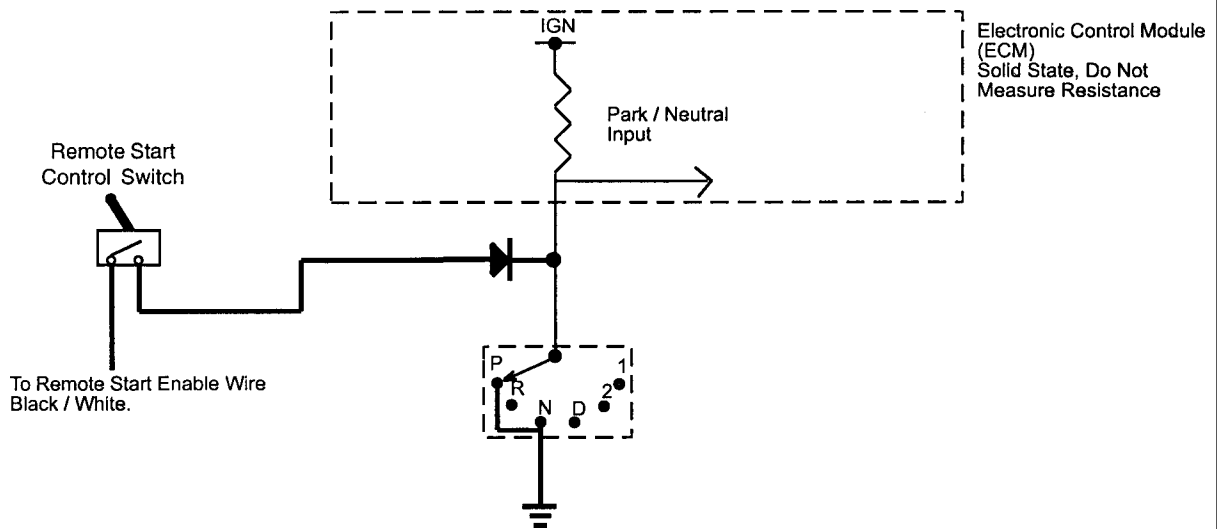 IGN
Electronic Control Module
(ECM)
Solid State, Do Not
Measure Resistance
Park / Neutral
Input
Remote Start
Control Switch
To Remote Start Enable Wire
Black / White.
P
R
N
D
2
1